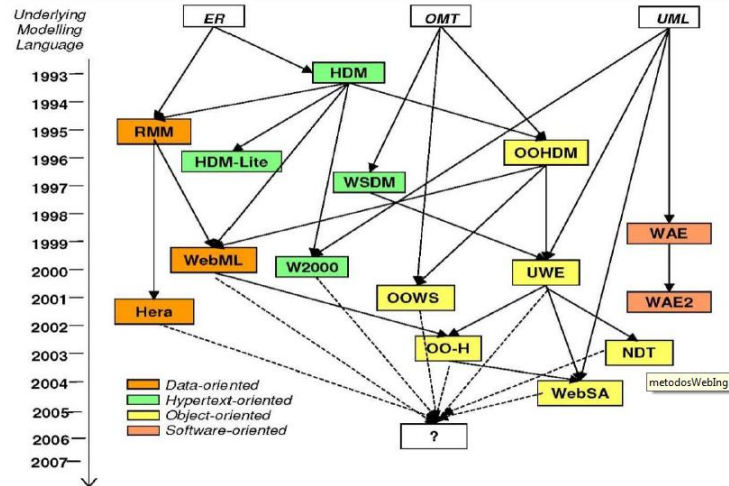 Underlying
Modelling
Language
ER
OMT
UML
1993
HDM
1994
1995
RMM
OOHDM
1996
HDM-Lite
WSDM
1997
1998
WAE
1999
WebML
W2000
UWE
2000
OOWS
2001
WAE2
Hera
2002
OO-H
NDT
2003
metodosWebIng
2004
Data-oriented
WebSA
Hypertext-oriented
2005
Object-oriented
Software-oriented
?
2006
2007